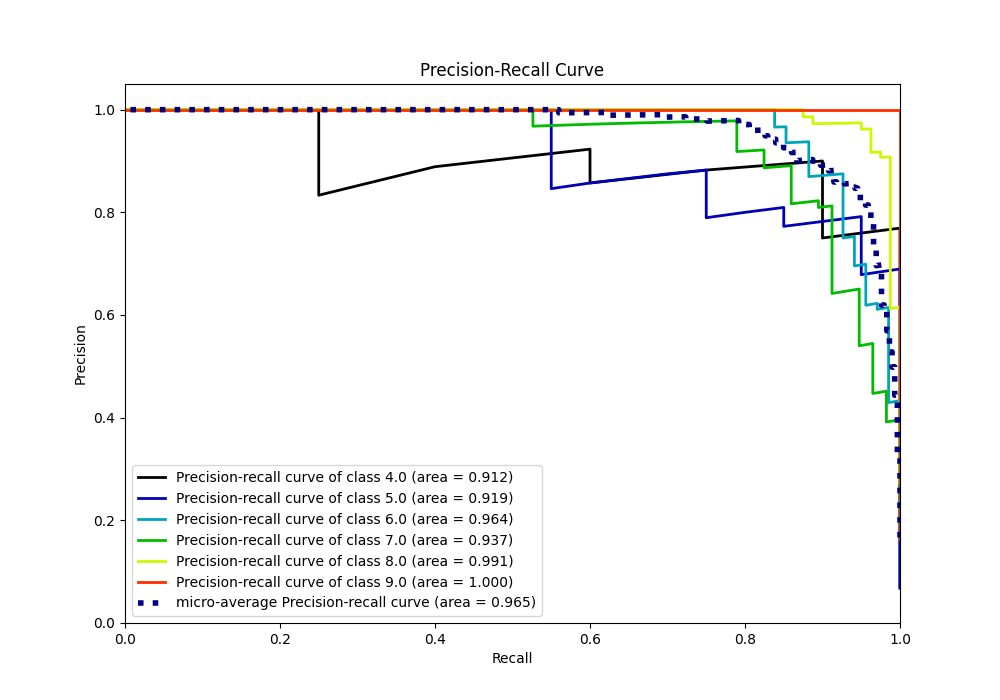 Precision-Recall Curve
1.0
0.8
0.6
0.4
0.2
0.0
Precision
Precision-recall curve of class 4.0 (area = 0.912)
Precision-recall curve of class 5.0 (area = 0.919)
Precision-recall curve of class 6.0 (area = 0.964)
Precision-recall curve of class 7.0 (area = 0.937)
Precision-recall curve of class 8.0 (area = 0.991)
Precision-recall curve of class 9.0 (area = 1.000)
micro-average Precision-recall curve (area = 0.965)
0.0 0.2 0.4 0.6 0.8 1.0
Recall